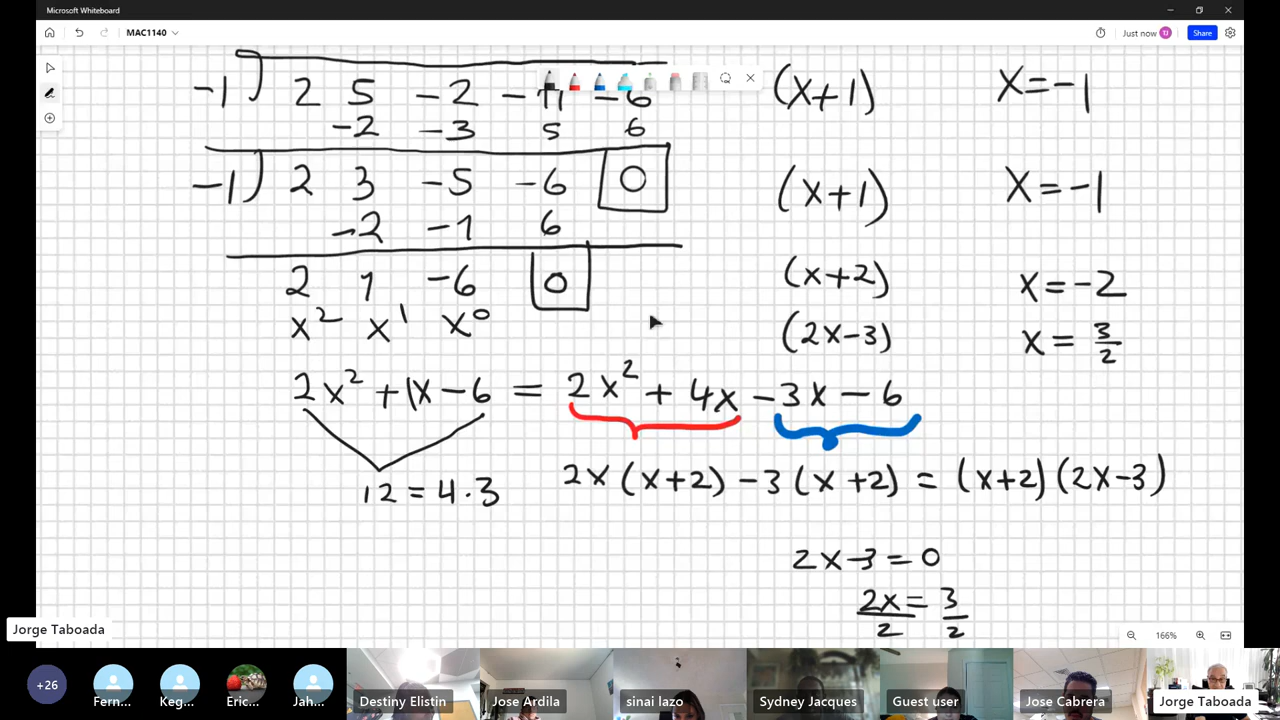 Microsoft Whiteboard
MAC1140
Just now TJ Share
-1 2 5 -2 -11 -6 (x+1) x=-1
-2 -3 5 6
-1 2 3 -5 -6 0 (x+1) x=-1
-2 -1 6
2 1 -6 0 (x+2) x=-2
x² x¹ x⁰ (2x-3) x=3/2
2x²+1x-6 = 2x²+4x-3x-6
12=4·3 2x(x+2)-3(x+2)=(x+2)(2x-3)
2x-3=0
2x/2=3/2
Jorge Taboada
166%
+26 Fern... Keg... Eric... Jah... Destiny Elistin Jose Ardila sinai lazo Sydney Jacques Guest user Jose Cabrera Jorge Taboada